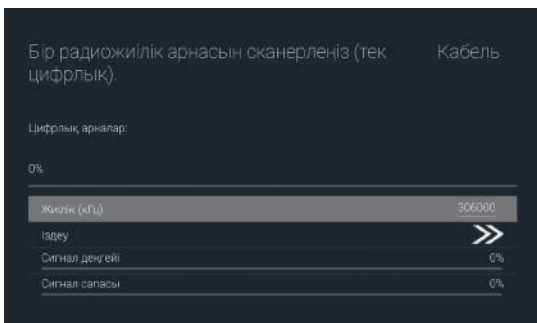 Бір радиожиілік арнасын сканерлеңіз (тек Кабель
цифрлық).
Цифрлық арналар:
0%
Жиілік (кГц) 306000
Іздеу
Сигнал деңгейі 0%
Сигнал сапасы 0%